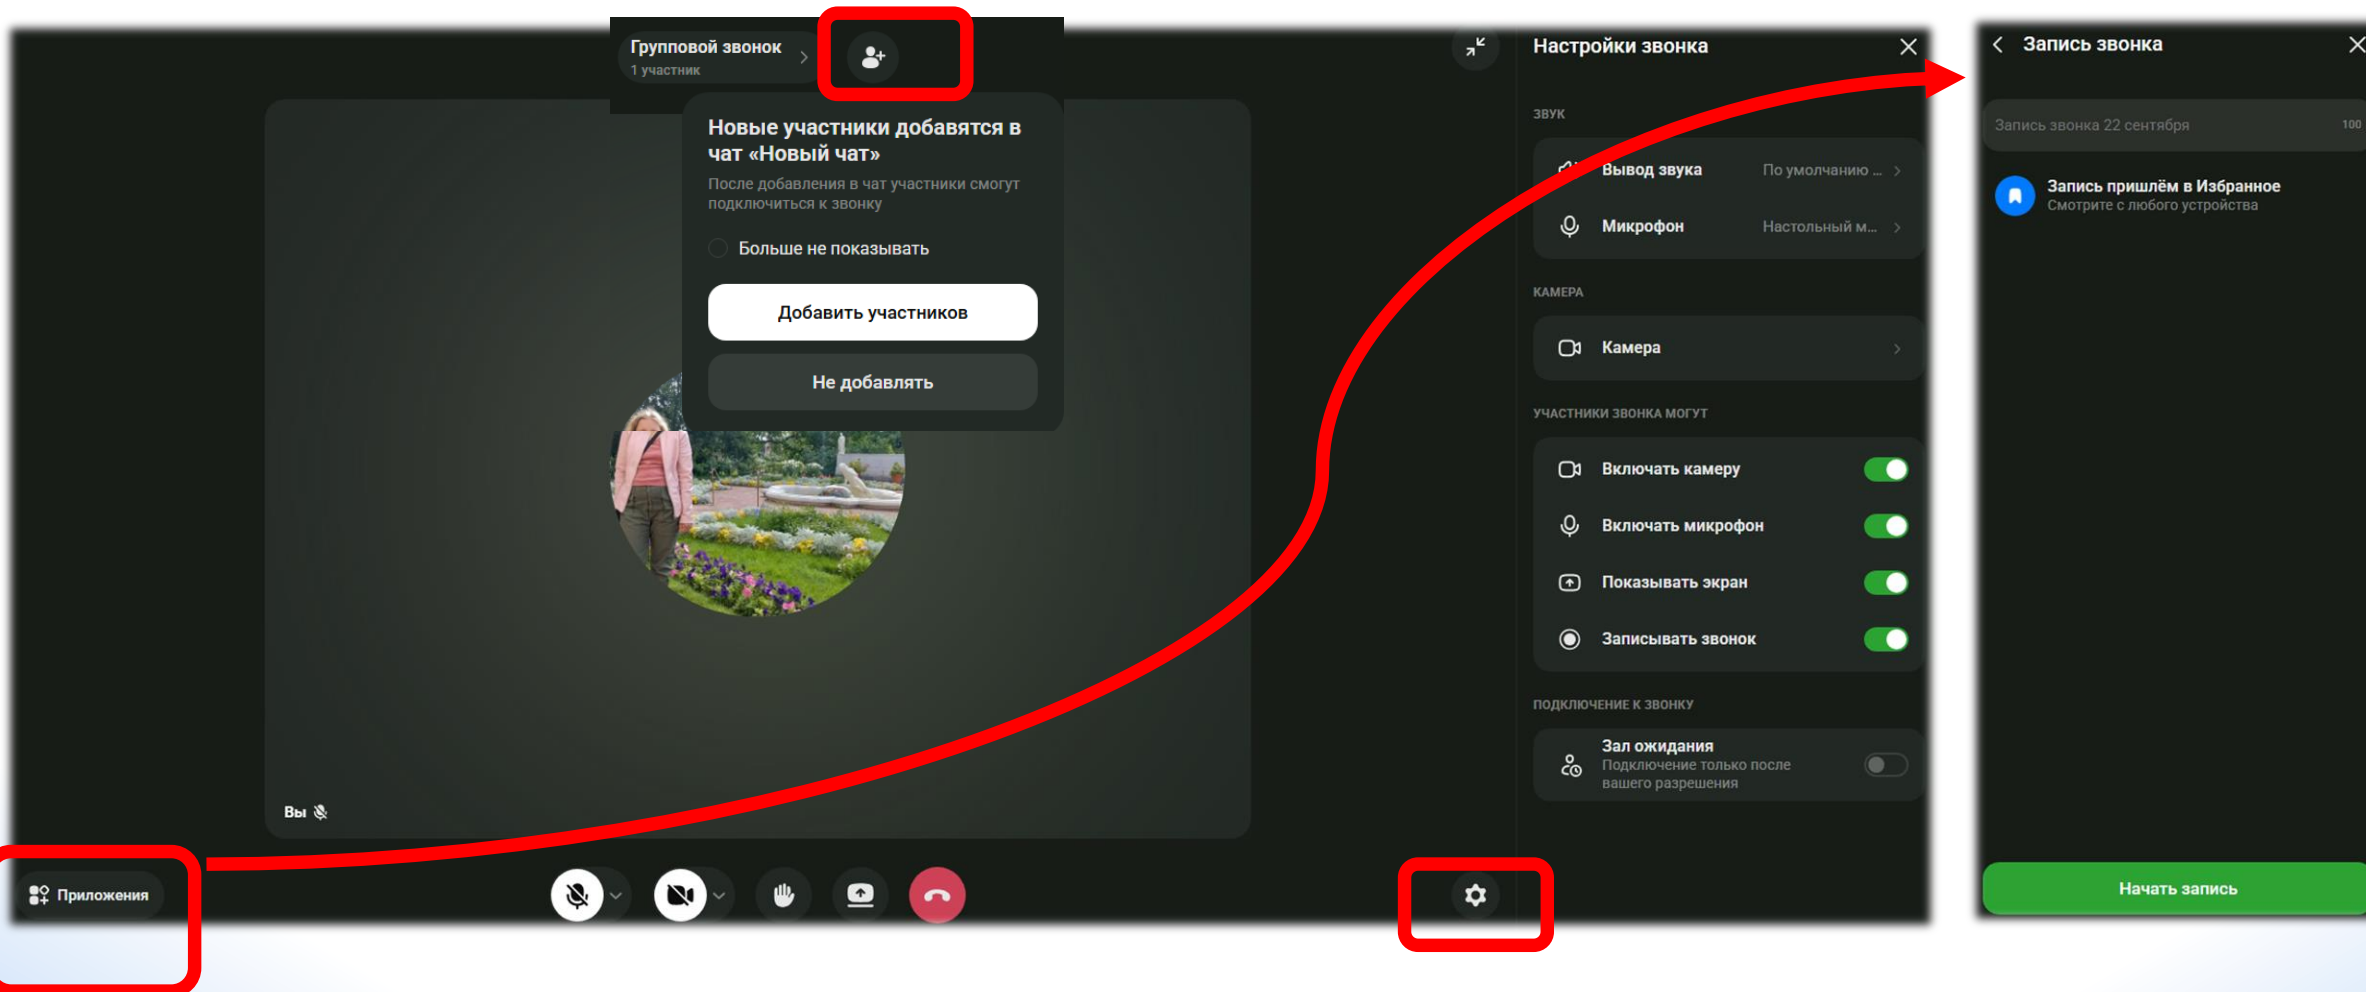 Групповой звонок
1 участник
Новые участники добавятся в
чат «Новый чат»
После добавления в чат участники смогут
подключиться к звонку
Больше не показывать
Добавить участников
Не добавлять
Вы
Приложения
Настройки звонка
ЗВУК
Вывод звука
По умолчанию ...
Микрофон
Настольный м...
КАМЕРА
Камера
УЧАСТНИКИ ЗВОНКА МОГУТ
Включать камеру
Включать микрофон
Показывать экран
Записывать звонок
ПОДКЛЮЧЕНИЕ К ЗВОНКУ
Зал ожидания
Подключение только после
вашего разрешения
Запись звонка
Запись звонка 22 сентября
100
Запись пришлём в Избранное
Смотрите с любого устройства
Начать запись